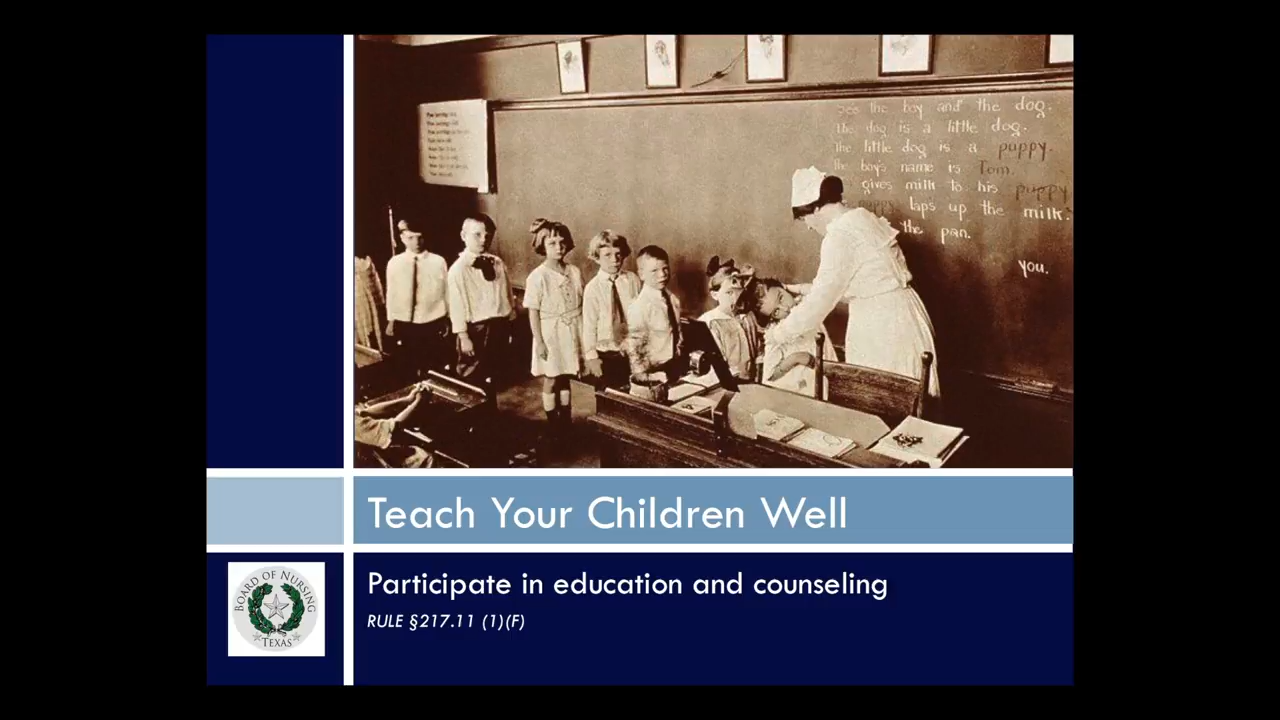 the boy and the dog.
the dog is a little dog.
the little dog is a puppy.
the boy's name is Tom.
gives milk to his puppy
puppy laps up the milk.
the pan.
you.
Teach Your Children Well
Participate in education and counseling
RULE §217.11 (1)(F)
BOARD OF NURSING
TEXAS